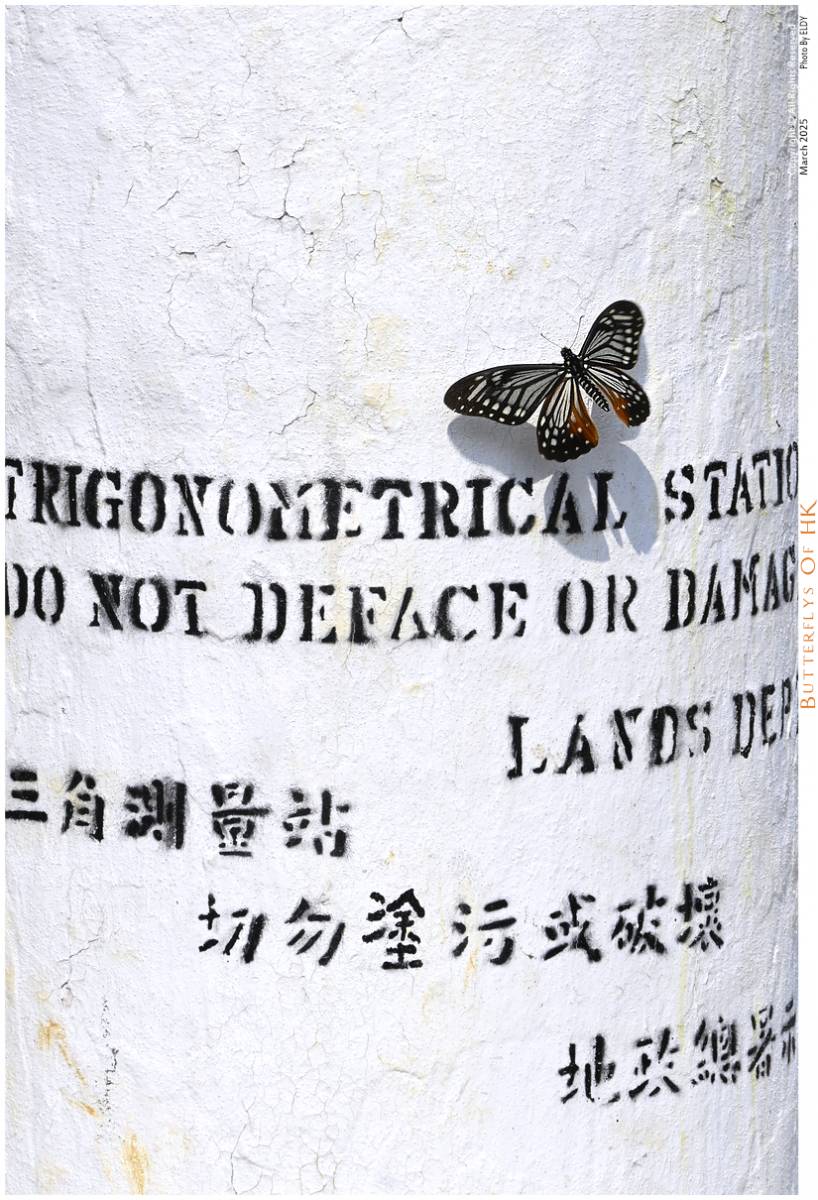 TRIGONOMETRICAL STATIO
DO NOT DEFACE OR DAMAG
LANDS DEP
三角測量站
切勿塗污或破壞
地政總署
Photo By ELDY
March 2025
BUTTERFLYS OF HK